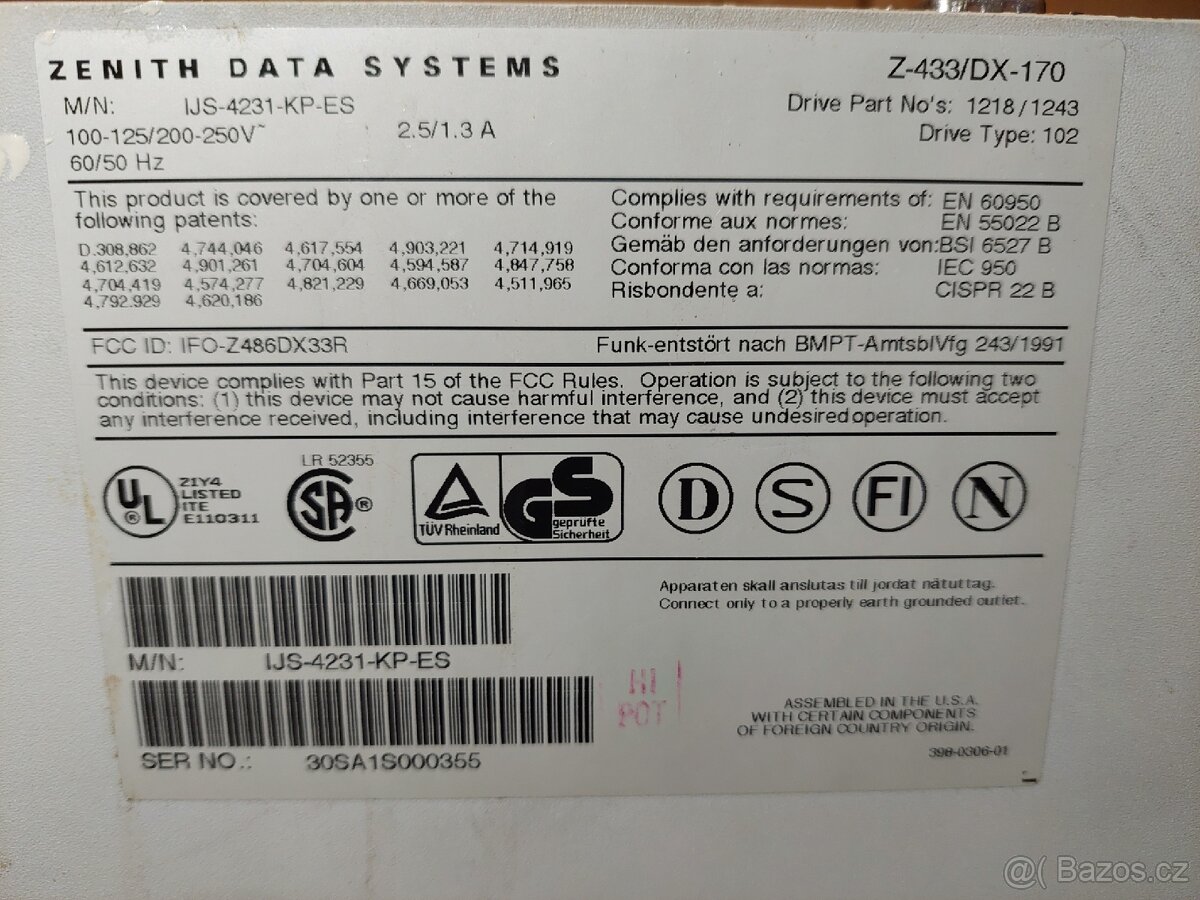 ZENITH DATA SYSTEMS
Z-433/DX-170
M/N: IJS-4231-KP-ES
Drive Part No's: 1218/1243
100-125/200-250V~ 2.5/1.3 A
Drive Type: 102
60/50 Hz
This product is covered by one or more of the
following patents:
D.308,862 4,744,046 4,617,554 4,903,221 4,714,919
4,612,632 4,901,261 4,704,604 4,594,587 4,847,758
4,704,419 4,574,277 4,821,229 4,669,053 4,511,965
4,792.929 4,620,186
Complies with requirements of: EN 60950
Conforme aux normes: EN 55022 B
Gemäb den anforderungen von: BSI 6527 B
Conforma con las normas: IEC 950
Risbondente a: CISPR 22 B
FCC ID: IFO-Z486DX33R
Funk-entstört nach BMPT-AmtsblVfg 243/1991
This device complies with Part 15 of the FCC Rules. Operation is subject to the following two
conditions: (1) this device may not cause harmful interference, and (2) this device must accept
any interference received, including interference that may cause undesired operation.
UL ®
21Y4
LISTED
ITE
E110311
LR 52355
SA ®
TÜV Rheinland
GS
geprüfte
Sicherheit
D
S
FI
N
Apparaten skall anslutas till jordat nätuttag.
Connect only to a properly earth grounded outlet.
M/N: IJS-4231-KP-ES
HI
POT
SER NO.: 30SA1S000355
ASSEMBLED IN THE U.S.A.
WITH CERTAIN COMPONENTS
OF FOREIGN COUNTRY ORIGIN.
390-0306-01
@( Bazos.cz